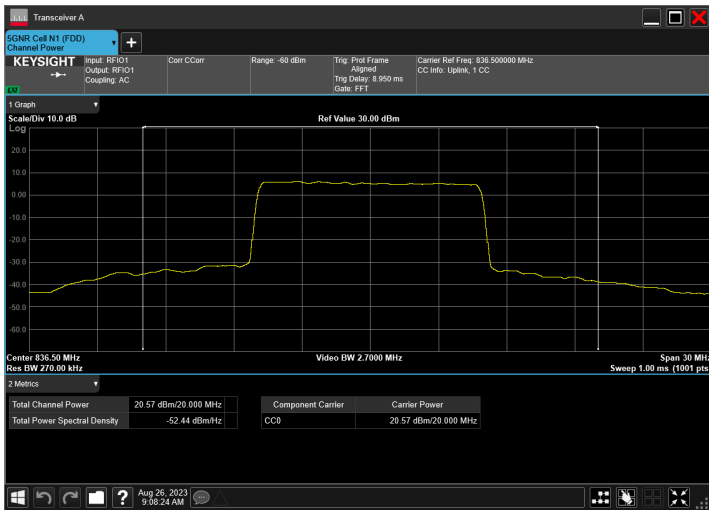 Transceiver A
5GNR Cell N1 (FDD)
Channel Power
KEYSIGHT
Input: RFIO1
Output: RFIO1
Coupling: AC
Corr CCorr
Range: -60 dBm
Trig: Prot Frame
Aligned
Trig Delay: 8.950 ms
Gate: FFT
Carrier Ref Freq: 836.500000 MHz
CC Info: Uplink, 1 CC
LXI
1 Graph
Scale/Div 10.0 dB
Ref Value 30.00 dBm
Log
20.0
10.0
0.00
-10.0
-20.0
-30.0
-40.0
-50.0
-60.0
Center 836.50 MHz
Video BW 2.7000 MHz
Span 30 MHz
Res BW 270.00 kHz
Sweep 1.00 ms (1001 pts
2 Metrics
Total Channel Power 20.57 dBm/20.000 MHz
Total Power Spectral Density -52.44 dBm/Hz
Component Carrier Carrier Power
CC0 20.57 dBm/20.000 MHz
Aug 26, 2023
9:08:24 AM